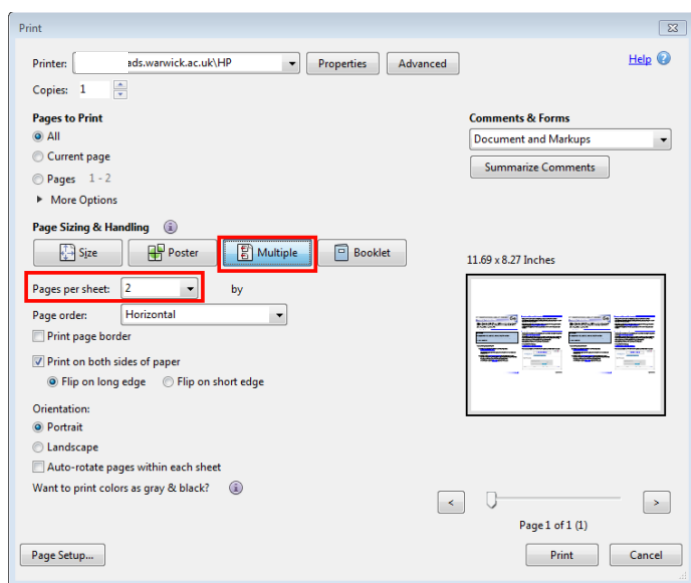 Print
Printer: ads.warwick.ac.uk\HP Properties Advanced Help
Copies: 1
Pages to Print
All
Current page
Pages 1 - 2
More Options
Comments & Forms
Document and Markups
Summarize Comments
Page Sizing & Handling
Size Poster Multiple Booklet
Pages per sheet: 2 by
Page order: Horizontal
Print page border
Print on both sides of paper
Flip on long edge Flip on short edge
Orientation:
Portrait
Landscape
Auto-rotate pages within each sheet
Want to print colors as gray & black?
11.69 x 8.27 Inches
< >
Page 1 of 1 (1)
Page Setup... Print Cancel